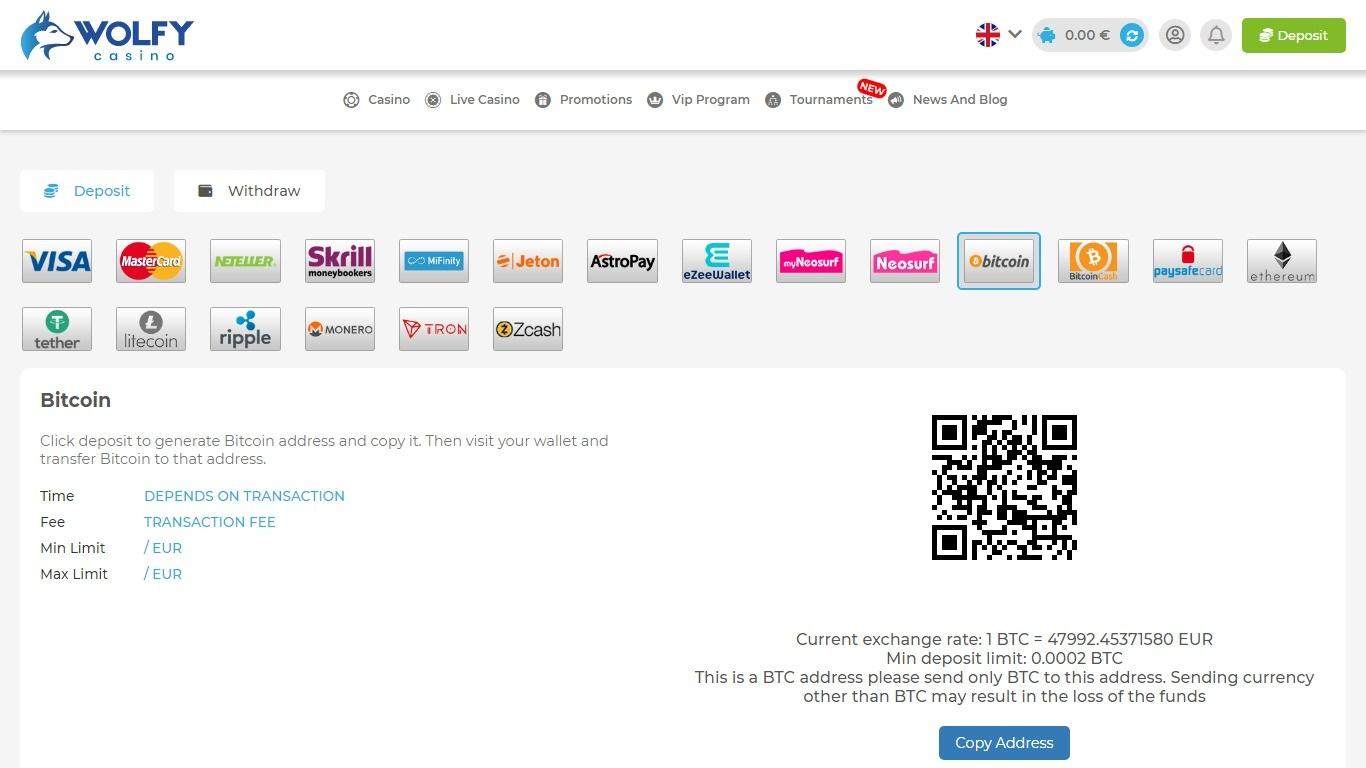 WOLFY
casino
0.00 €
Deposit
Casino
Live Casino
Promotions
Vip Program
Tournaments
NEW
News And Blog
Deposit
Withdraw
VISA
MasterCard
NETELLER
Skrill
moneybookers
MiFinity
Jeton
AstroPay
eZeeWallet
myNeosurf
Neosurf
bitcoin
BitcoinCash
paysafecard
ethereum
tether
litecoin
ripple
MONERO
TRON
Zcash
Bitcoin
Click deposit to generate Bitcoin address and copy it. Then visit your wallet and
transfer Bitcoin to that address.
Time DEPENDS ON TRANSACTION
Fee TRANSACTION FEE
Min Limit / EUR
Max Limit / EUR
Current exchange rate: 1 BTC = 47992.45371580 EUR
Min deposit limit: 0.0002 BTC
This is a BTC address please send only BTC to this address. Sending currency
other than BTC may result in the loss of the funds
Copy Address